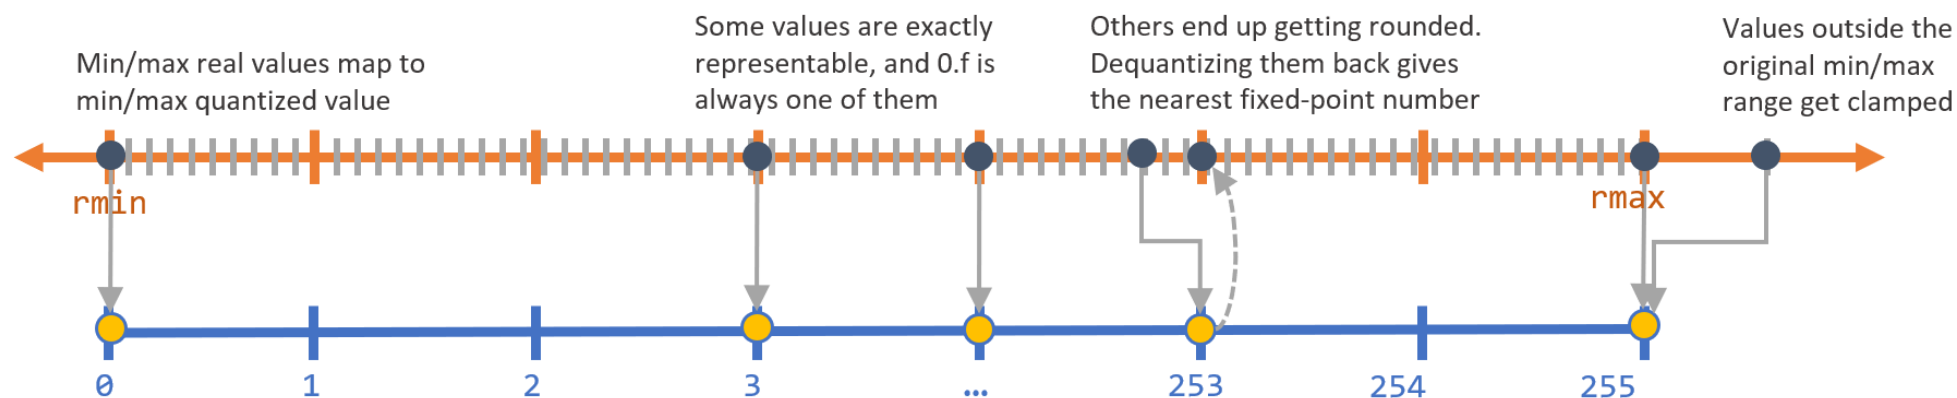 Min/max real values map to
min/max quantized value
Some values are exactly
representable, and 0.f is
always one of them
Others end up getting rounded.
Dequantizing them back gives
the nearest fixed-point number
Values outside the
original min/max
range get clamped
rmin
rmax
0 1 2 3 ... 253 254 255